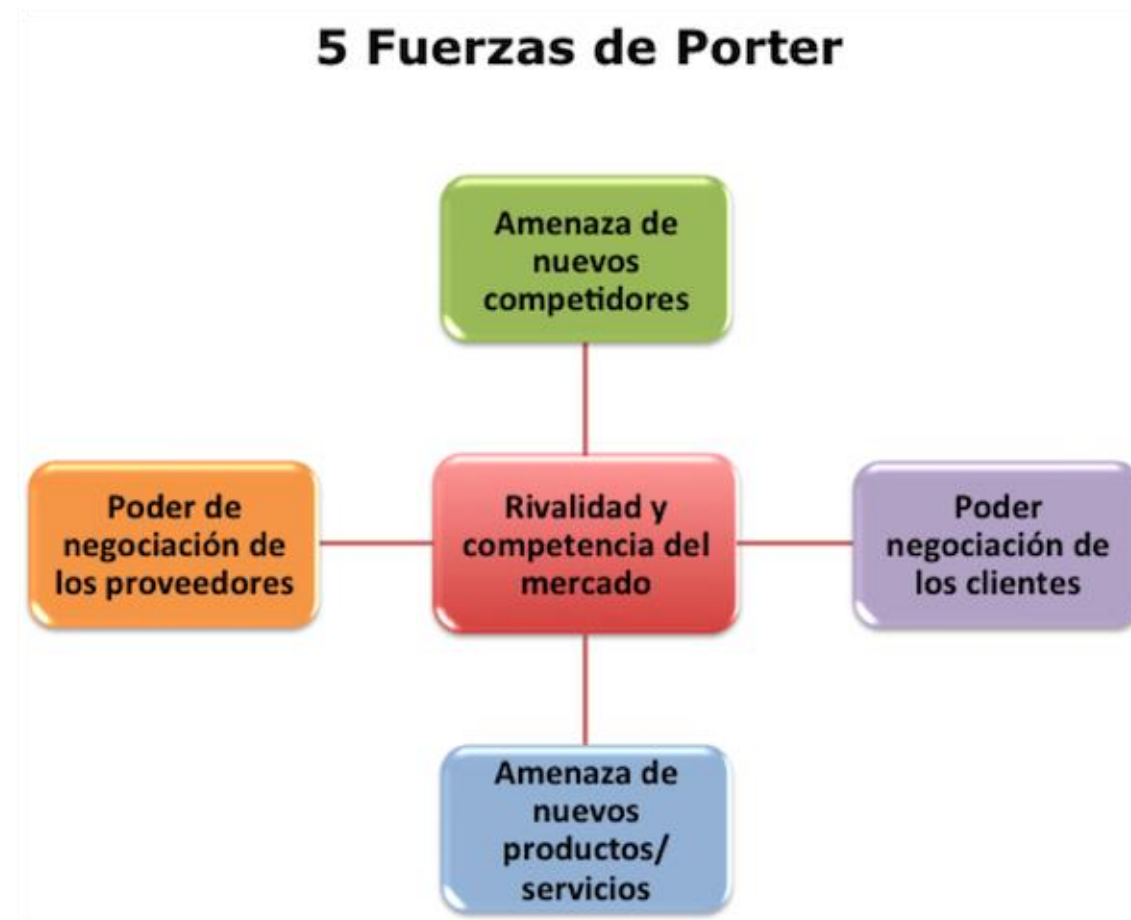 5 Fuerzas de Porter
Amenaza de
nuevos
competidores
Poder de
negociación de
los proveedores
Rivalidad y
competencia del
mercado
Poder
negociación de
los clientes
Amenaza de
nuevos
productos/
servicios